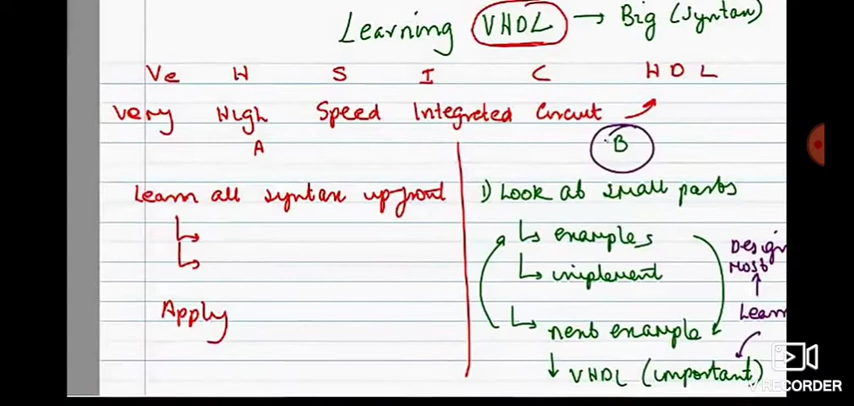 Learning VHDL → Big (Syntax)
Ve H S I C HDL
Very High Speed Integrated Circuit
A
B
Learn all syntax upfront
Apply
1) Look at small parts
examples
implement
next example
VHDL (important)
Design
Most
Learn
V RECORDER